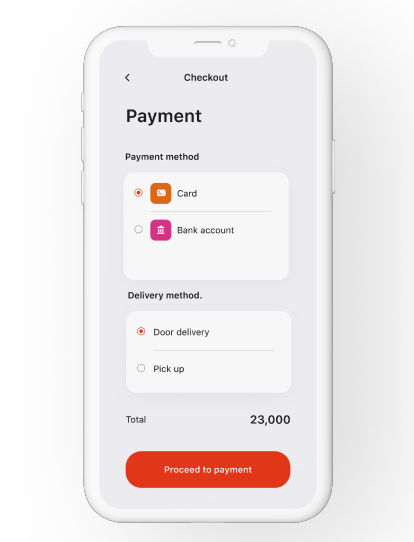 Checkout
Payment
Payment method
Card
Bank account
Delivery method.
Door delivery
Pick up
Total 23,000
Proceed to payment